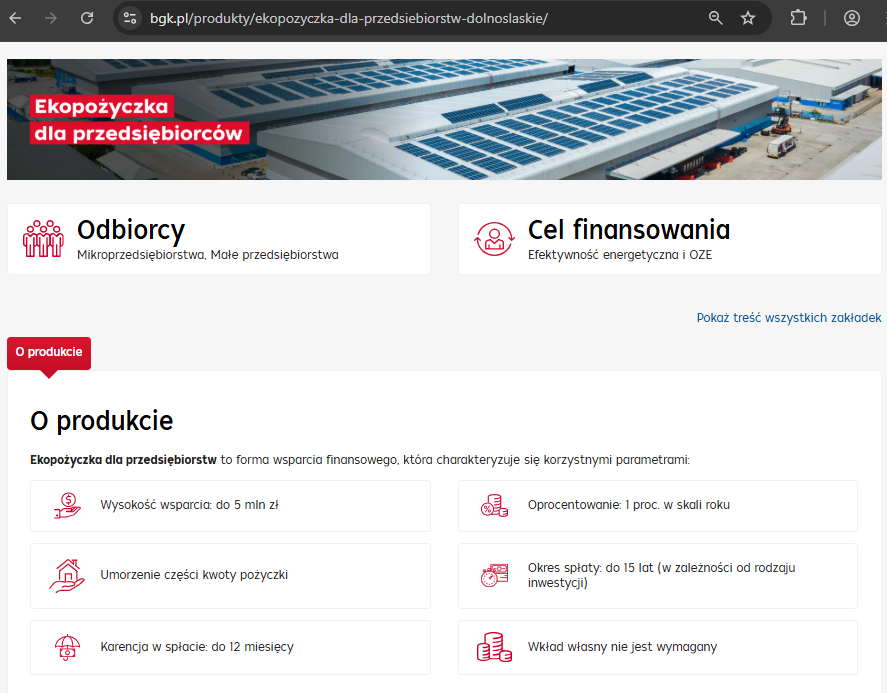 bgk.pl/produkty/ekopozyczka-dla-przedsiebiorstw-dolnoslaskie/
Ekopożyczka
dla przedsiębiorców
Odbiorcy
Mikroprzedsiębiorstwa, Małe przedsiębiorstwa
Cel finansowania
Efektywność energetyczna i OZE
Pokaż treść wszystkich zakładek
O produkcie
O produkcie
Ekopożyczka dla przedsiębiorstw to forma wsparcia finansowego, która charakteryzuje się korzystnymi parametrami:
Wysokość wsparcia: do 5 mln zł
Oprocentowanie: 1 proc. w skali roku
Umorzenie części kwoty pożyczki
Okres spłaty: do 15 lat (w zależności od rodzaju
inwestycji)
Karencja w spłacie: do 12 miesięcy
Wkład własny nie jest wymagany